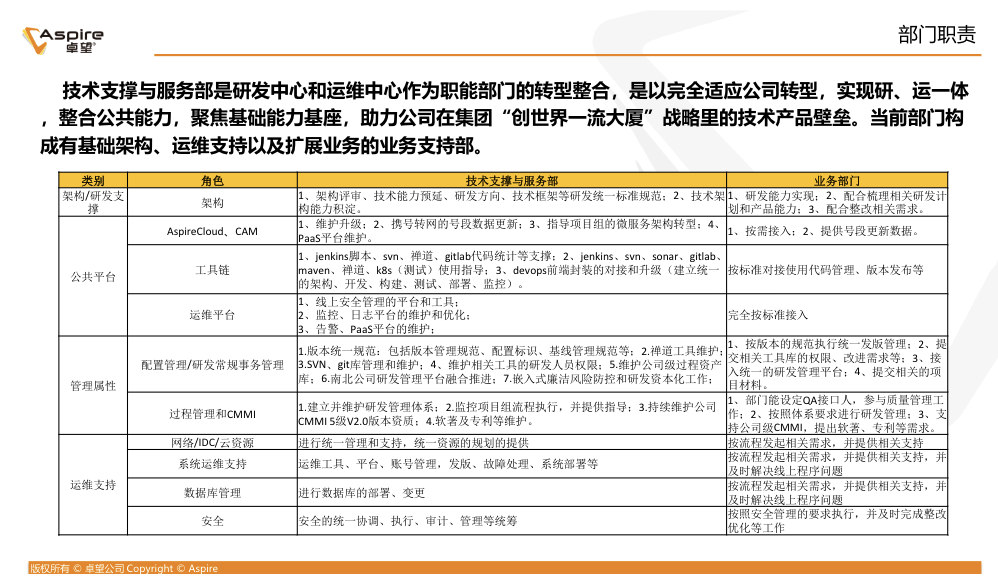 Aspire
卓望®
部门职责
技术支撑与服务部是研发中心和运维中心作为职能部门的转型整合，是以完全适应公司转型，实现研、运一体
，整合公共能力，聚焦基础能力基座，助力公司在集团“创世界一流大厦”战略里的技术产品壁垒。当前部门构
成有基础架构、运维支持以及扩展业务的业务支持部。
类别 角色 技术支撑与服务部 业务部门
架构/研发支
撑
架构
1、架构评审、技术能力预延、研发方向、技术框架等研发统一标准规范；2、技术架
构能力积淀。
1、研发能力实现；2、配合梳理相关研发计
划和产品能力；3、配合整改相关需求。
公共平台
AspireCloud、CAM
1、维护升级；2、携号转网的号段数据更新；3、指导项目组的微服务架构转型；4、
PaaS平台维护。
1、按需接入；2、提供号段更新数据。
工具链
1、jenkins脚本、svn、禅道、gitlab代码统计等支撑；2、jenkins、svn、sonar、gitlab、
maven、禅道、k8s（测试）使用指导；3、devops前端封装的对接和升级（建立统一
的架构、开发、构建、测试、部署、监控）。
按标准对接使用代码管理、版本发布等
运维平台
1、线上安全管理的平台和工具；
2、监控、日志平台的维护和优化；
3、告警、PaaS平台的维护；
完全按标准接入
管理属性
配置管理/研发常规事务管理
1.版本统一规范：包括版本管理规范、配置标识、基线管理规范等；2.禅道工具维护；
3.SVN、git库管理和维护；4、维护相关工具的研发人员权限；5.维护公司级过程资产
库；6.南北公司研发管理平台融合推进；7.嵌入式廉洁风险防控和研发资本化工作；
1、按版本的规范执行统一发版管理；2、提
交相关工具库的权限、改进需求等；3、接
入统一的研发管理平台；4、提交相关的项
目材料。
过程管理和CMMI
1.建立并维护研发管理体系；2.监控项目组流程执行，并提供指导；3.持续维护公司
CMMI 5级V2.0版本资质；4.软著及专利等维护。
1、部门能设定QA接口人，参与质量管理工
作；2、按照体系要求进行研发管理；3、支
持公司级CMMI，提出软著、专利等需求。
运维支持
网络/IDC/云资源
进行统一管理和支持，统一资源的规划的提供
按流程发起相关需求，并提供相关支持
系统运维支持
运维工具、平台、账号管理，发版、故障处理、系统部署等
按流程发起相关需求，并提供相关支持，并
及时解决线上程序问题
数据库管理
进行数据库的部署、变更
按流程发起相关需求，并提供相关支持，并
及时解决线上程序问题
安全
安全的统一协调、执行、审计、管理等统筹
按照安全管理的要求执行，并及时完成整改
优化等工作
版权所有 © 卓望公司 Copyright © Aspire